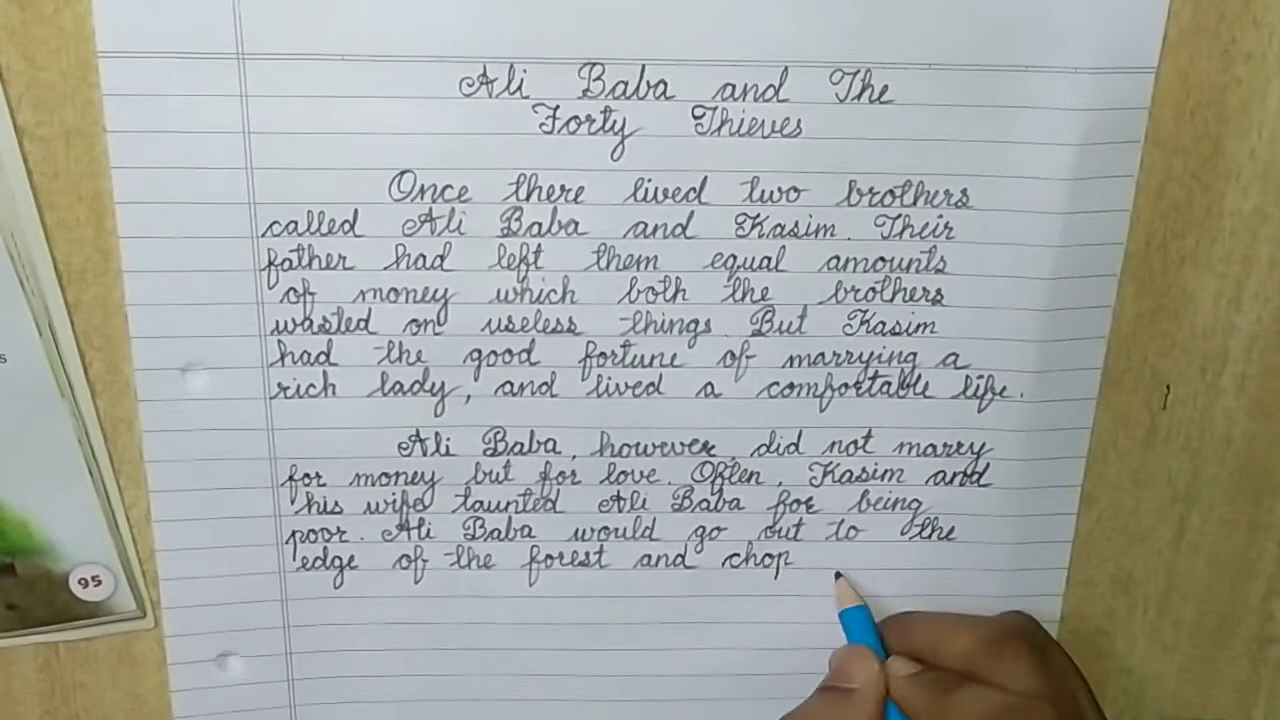 Ali Baba and The
Forty Thieves
Once there lived two brothers
called Ali Baba and Kasim. Their
father had left them equal amounts
of money which both the brothers
wasted on useless things. But Kasim
had the good fortune of marrying a
rich lady, and lived a comfortable life.
Ali Baba, however, did not marry
for money but for love. Often, Kasim and
his wife taunted Ali Baba for being
poor. Ali Baba would go out to the
edge of the forest and chop
s
95